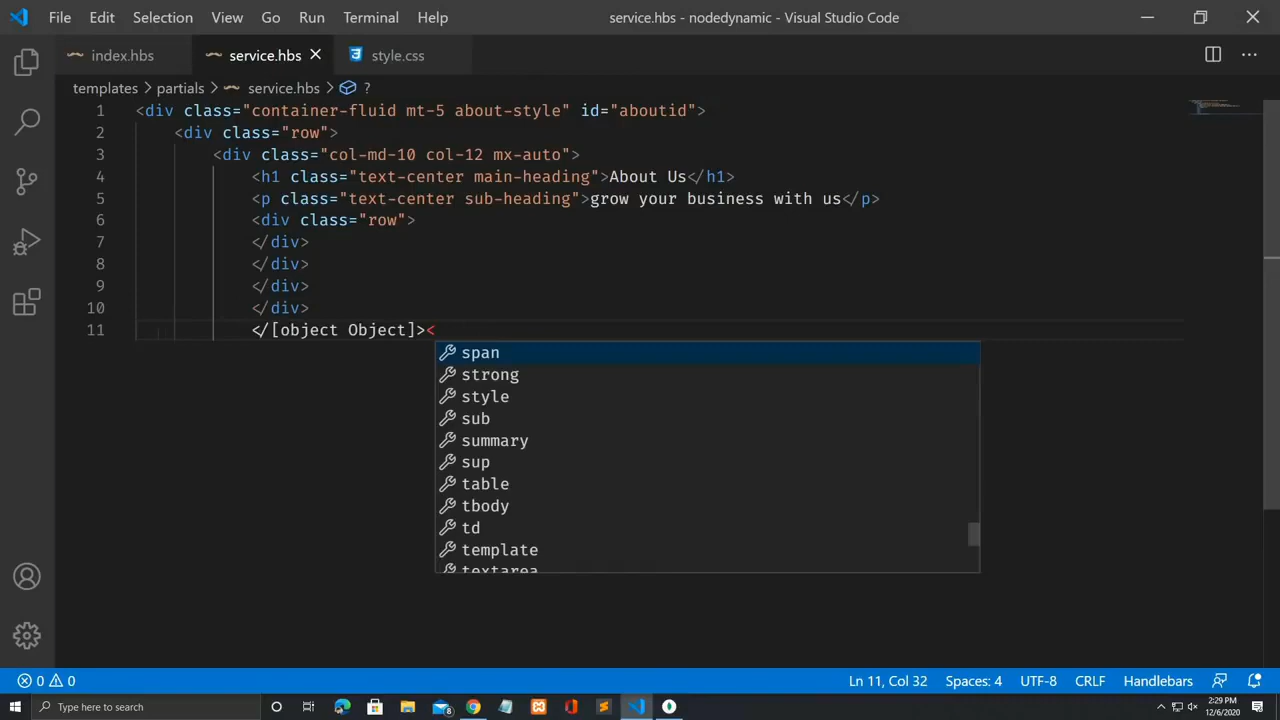 File Edit Selection View Go Run Terminal Help service.hbs - nodedynamic - Visual Studio Code
index.hbs service.hbs style.css
templates > partials > service.hbs > ?
1 <div class="container-fluid mt-5 about-style" id="aboutid">
2 <div class="row">
3 <div class="col-md-10 col-12 mx-auto">
4 <h1 class="text-center main-heading">About Us</h1>
5 <p class="text-center sub-heading">grow your business with us</p>
6 <div class="row">
7 </div>
8 </div>
9 </div>
10 </div>
11 </[object Object]><
span
strong
style
sub
summary
sup
table
tbody
td
template
textarea
0 0 Ln 11, Col 32 Spaces: 4 UTF-8 CRLF Handlebars
Type here to search 8 2:29 PM
12/6/2020